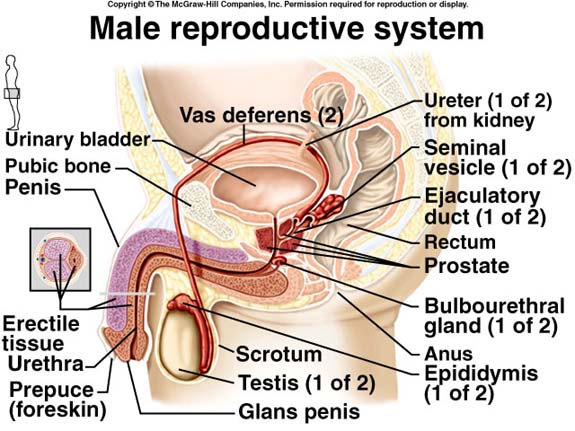 Copyright © The McGraw-Hill Companies, Inc. Permission required for reproduction or display.
Male reproductive system
Vas deferens (2)
Urinary bladder
Pubic bone
Penis
Erectile
tissue
Urethra
Prepuce
(foreskin)
Scrotum
Testis (1 of 2)
Glans penis
Ureter (1 of 2)
from kidney
Seminal
vesicle (1 of 2)
Ejaculatory
duct (1 of 2)
Rectum
Prostate
Bulbourethral
gland (1 of 2)
Anus
Epididymis
(1 of 2)